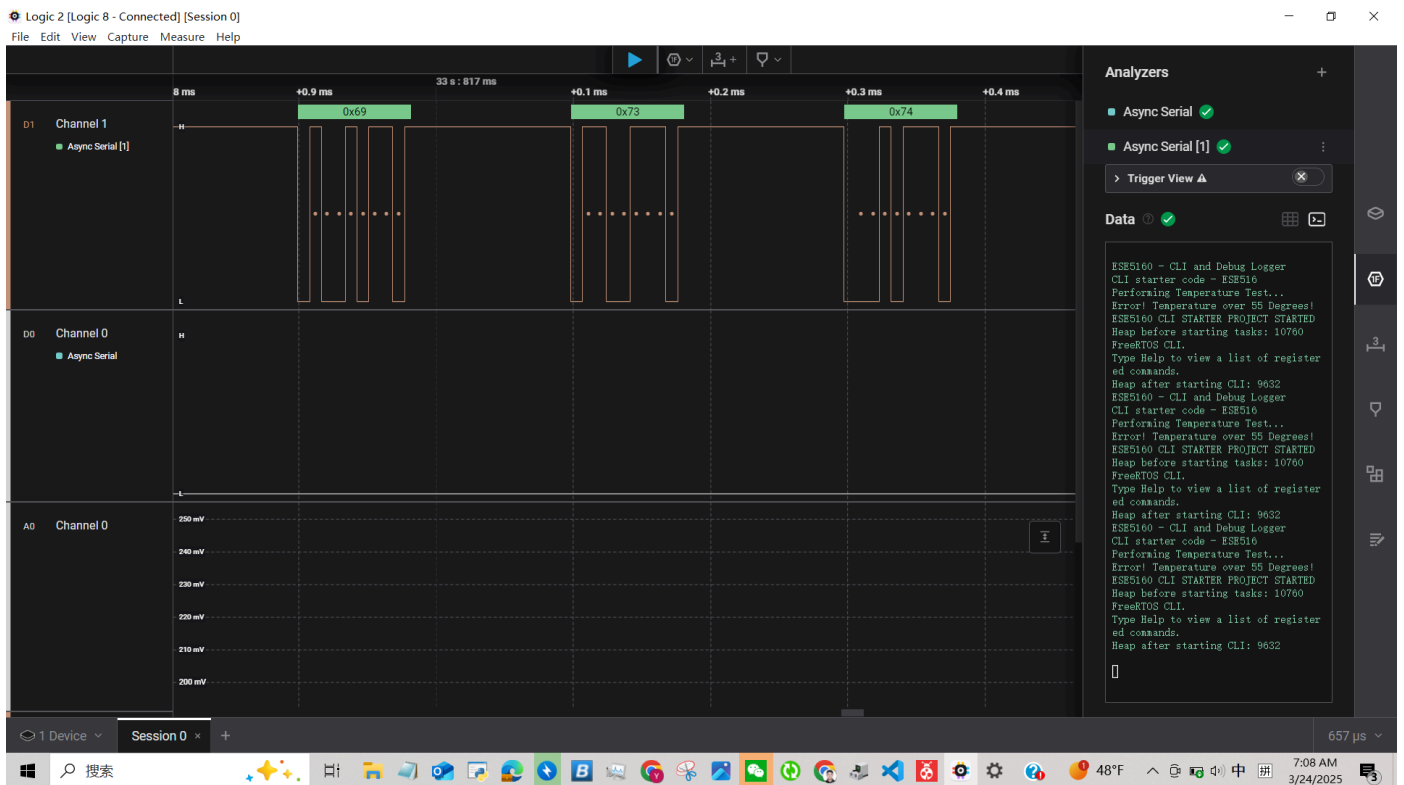 Logic 2 [Logic 8 - Connected] [Session 0]
File Edit View Capture Measure Help
33 s : 817 ms
8 ms +0.9 ms +0.1 ms +0.2 ms +0.3 ms +0.4 ms
D1 Channel 1
Async Serial [1]
H
L
0x69 0x73 0x74
D0 Channel 0
Async Serial
H
L
A0 Channel 0
250 mV
240 mV
230 mV
220 mV
210 mV
200 mV
Analyzers
Async Serial
Async Serial [1]
Trigger View
Data
ESE5160 - CLI and Debug Logger
CLI starter code - ESE516
Performing Temperature Test...
Error! Temperature over 55 Degrees!
ESE5160 CLI STARTER PROJECT STARTED
Heap before starting tasks: 10760
FreeRTOS CLI.
Type Help to view a list of register
ed commands.
Heap after starting CLI: 9632
ESE5160 - CLI and Debug Logger
CLI starter code - ESE516
Performing Temperature Test...
Error! Temperature over 55 Degrees!
ESE5160 CLI STARTER PROJECT STARTED
Heap before starting tasks: 10760
FreeRTOS CLI.
Type Help to view a list of register
ed commands.
Heap after starting CLI: 9632
ESE5160 - CLI and Debug Logger
CLI starter code - ESE516
Performing Temperature Test...
Error! Temperature over 55 Degrees!
ESE5160 CLI STARTER PROJECT STARTED
Heap before starting tasks: 10760
FreeRTOS CLI.
Type Help to view a list of register
ed commands.
Heap after starting CLI: 9632
1 Device
Session 0
657 µs
搜索
48°F
中
拼
7:08 AM
3/24/2025
3